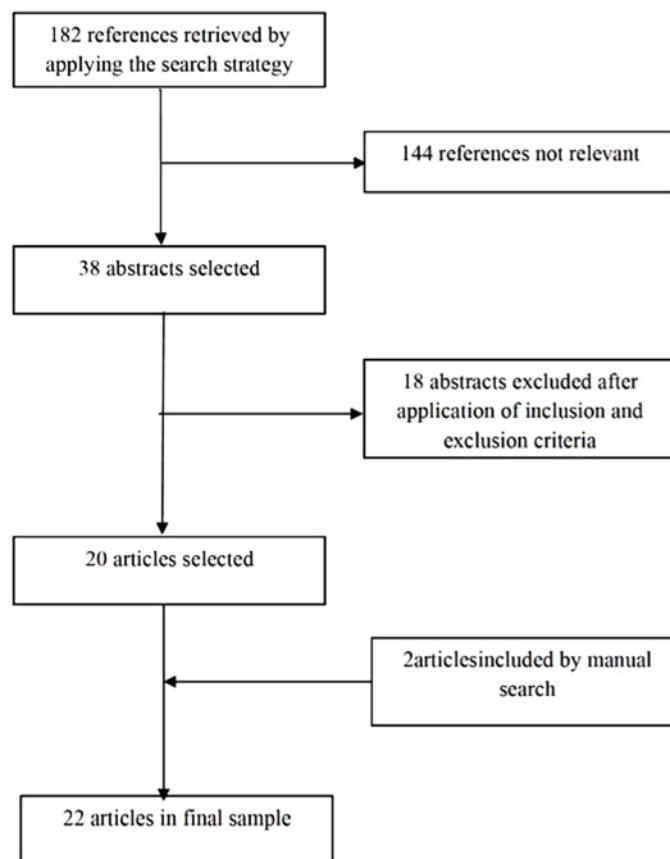 182 references retrieved by
applying the search strategy
144 references not relevant
38 abstracts selected
18 abstracts excluded after
application of inclusion and
exclusion criteria
20 articles selected
2articlesincluded by manual
search
22 articles in final sample